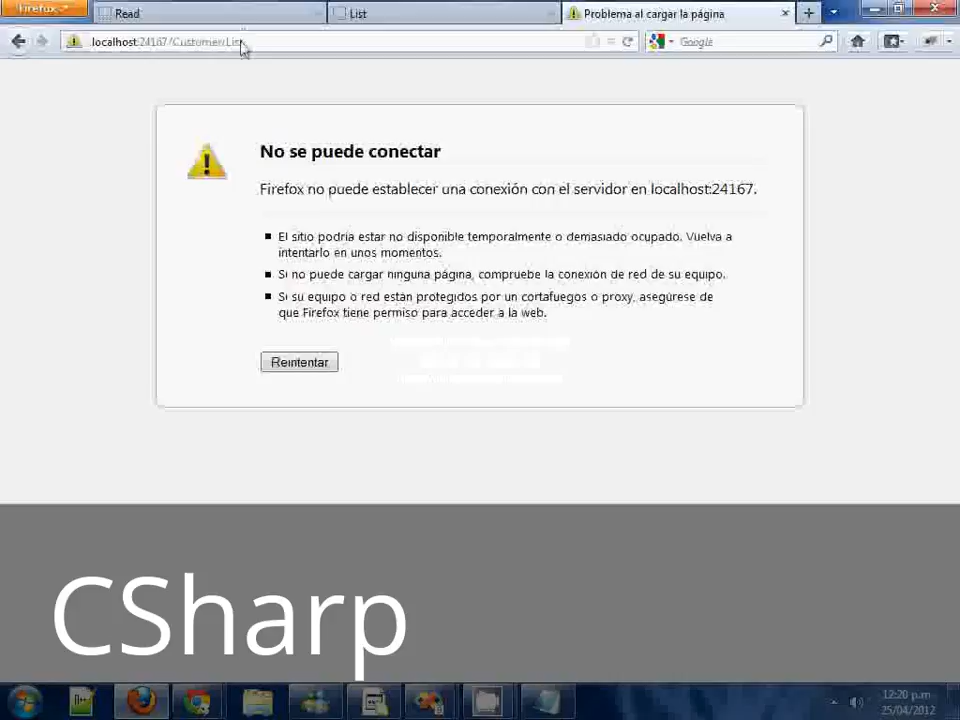 Firefox
Read
List
Problema al cargar la página
localhost:24167/Customer/List
Google
No se puede conectar
Firefox no puede establecer una conexión con el servidor en localhost:24167.
El sitio podría estar no disponible temporalmente o demasiado ocupado. Vuelva a
intentarlo en unos momentos.
Si no puede cargar ninguna página, compruebe la conexión de red de su equipo.
Si su equipo o red están protegidos por un cortafuegos o proxy, asegúrese de
que Firefox tiene permiso para acceder a la web.
Reintentar
CSharp
12:20 p.m.
25/04/2012